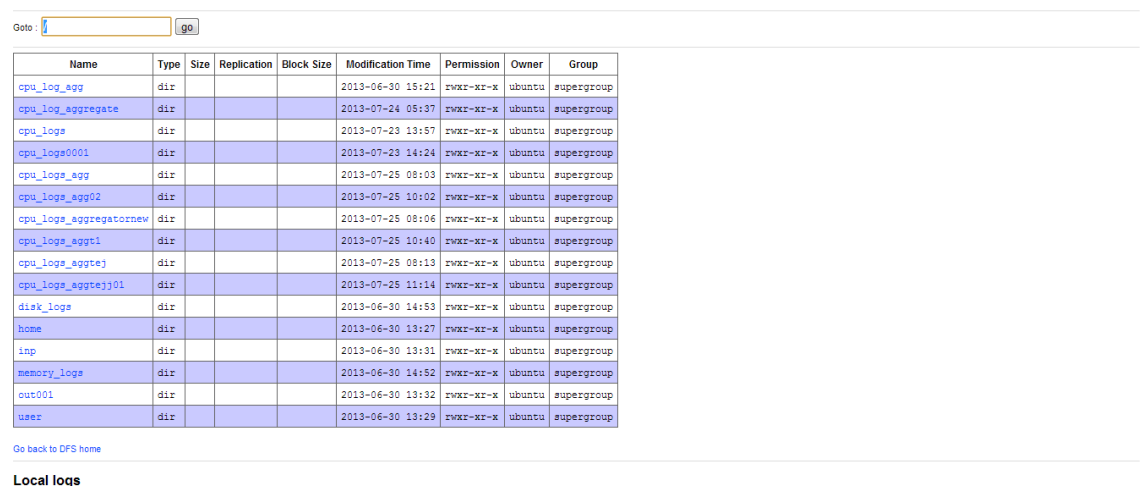 Goto : / go
Name Type Size Replication Block Size Modification Time Permission Owner Group
cpu_log_agg dir 2013-06-30 15:21 rwxr-xr-x ubuntu supergroup
cpu_log_aggregate dir 2013-07-24 05:37 rwxr-xr-x ubuntu supergroup
cpu_logs dir 2013-07-23 13:57 rwxr-xr-x ubuntu supergroup
cpu_logs0001 dir 2013-07-23 14:24 rwxr-xr-x ubuntu supergroup
cpu_logs_agg dir 2013-07-25 08:03 rwxr-xr-x ubuntu supergroup
cpu_logs_agg02 dir 2013-07-25 10:02 rwxr-xr-x ubuntu supergroup
cpu_logs_aggregatornew dir 2013-07-25 08:06 rwxr-xr-x ubuntu supergroup
cpu_logs_aggt1 dir 2013-07-25 10:40 rwxr-xr-x ubuntu supergroup
cpu_logs_aggtej dir 2013-07-25 08:13 rwxr-xr-x ubuntu supergroup
cpu_logs_aggtejj01 dir 2013-07-25 11:14 rwxr-xr-x ubuntu supergroup
disk_logs dir 2013-06-30 14:53 rwxr-xr-x ubuntu supergroup
home dir 2013-06-30 13:27 rwxr-xr-x ubuntu supergroup
inp dir 2013-06-30 13:31 rwxr-xr-x ubuntu supergroup
memory_logs dir 2013-06-30 14:52 rwxr-xr-x ubuntu supergroup
out001 dir 2013-06-30 13:32 rwxr-xr-x ubuntu supergroup
user dir 2013-06-30 13:29 rwxr-xr-x ubuntu supergroup
Go back to DFS home
Local logs